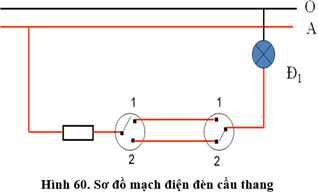 O
A
Đ1
1 1
2 2
Hình 60. Sơ đồ mạch điện đèn cầu thang